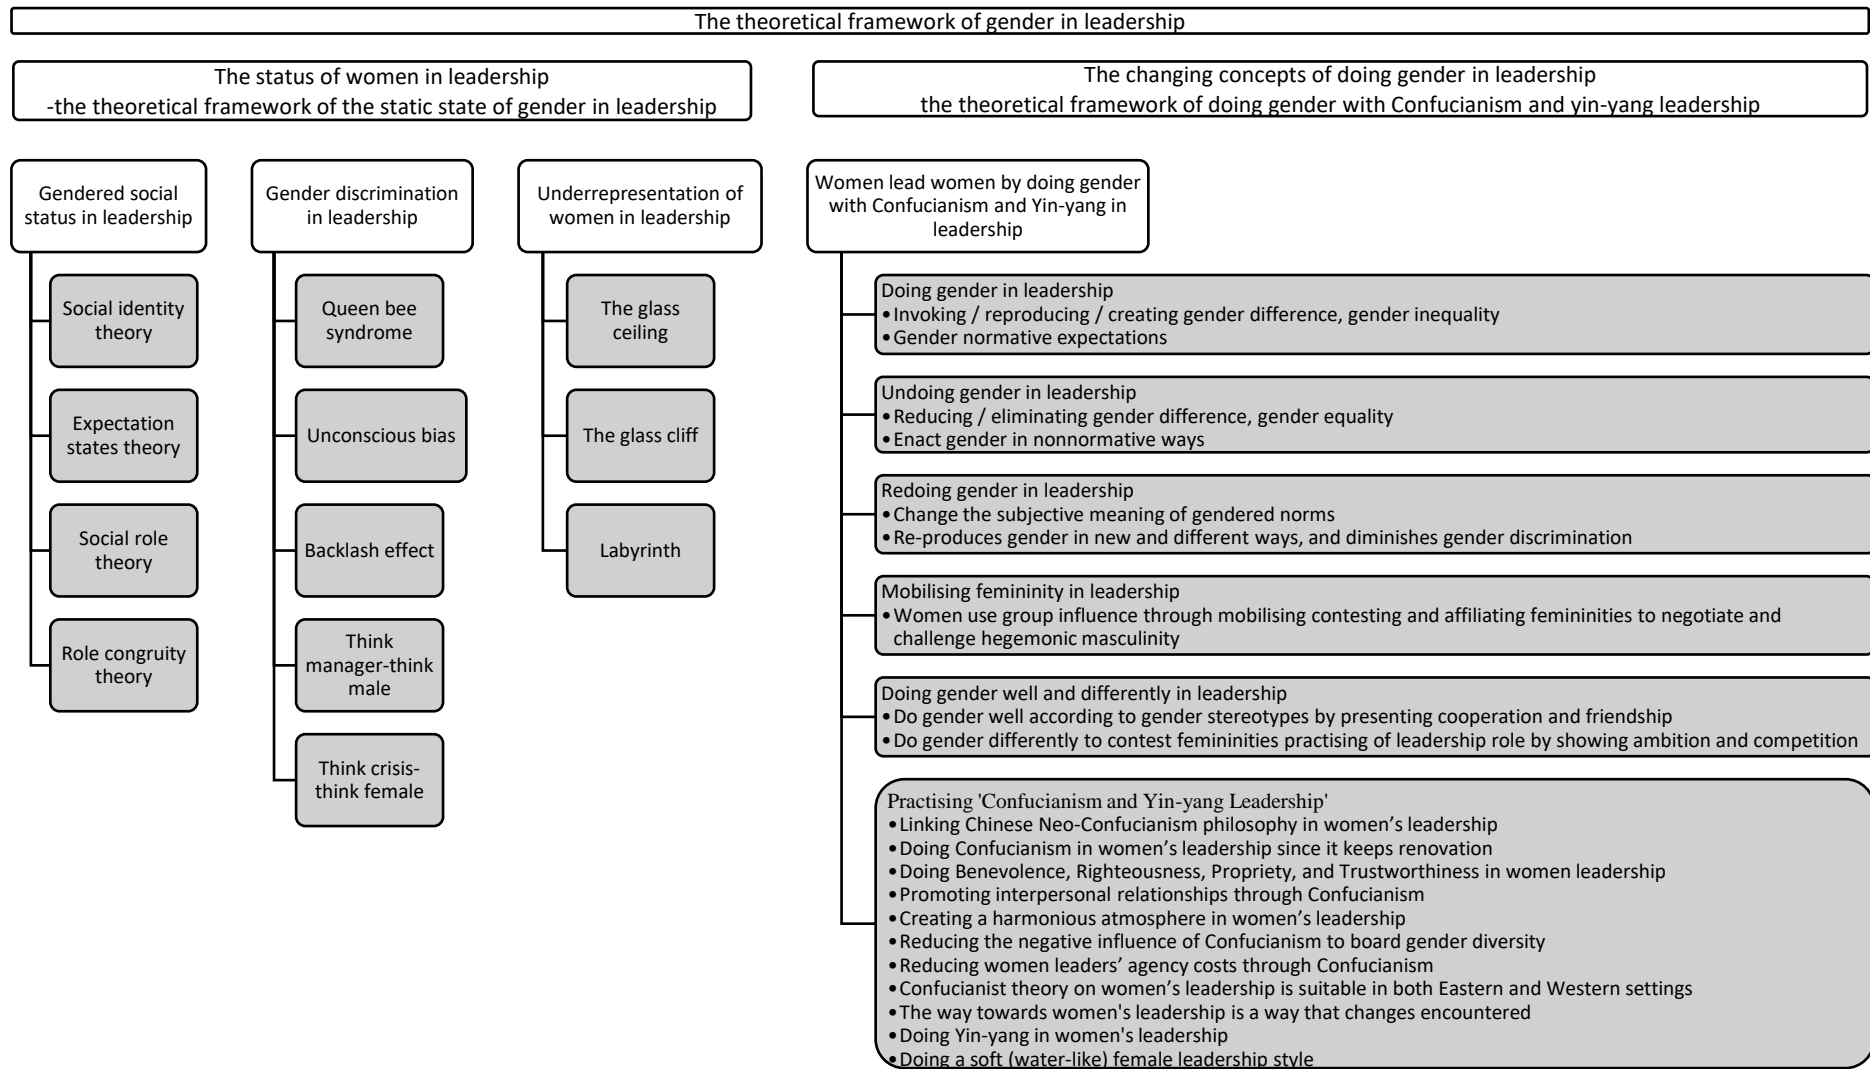 The theoretical framework of gender in leadership
The status of women in leadership
-the theoretical framework of the static state of gender in leadership
The changing concepts of doing gender in leadership
the theoretical framework of doing gender with Confucianism and yin-yang leadership
Gendered social
status in leadership
Social identity
theory
Expectation
states theory
Social role
theory
Role congruity
theory
Gender discrimination
in leadership
Queen bee
syndrome
Unconscious bias
Backlash effect
Think
manager-think
male
Think crisis-
think female
Underrepresentation of
women in leadership
The glass
ceiling
The glass cliff
Labyrinth
Women lead women by doing gender
with Confucianism and Yin-yang in
leadership
Doing gender in leadership
•Invoking / reproducing / creating gender difference, gender inequality
•Gender normative expectations
Undoing gender in leadership
•Reducing / eliminating gender difference, gender equality
•Enact gender in nonnormative ways
Redoing gender in leadership
•Change the subjective meaning of gendered norms
•Re-produces gender in new and different ways, and diminishes gender discrimination
Mobilising femininity in leadership
•Women use group influence through mobilising contesting and affiliating femininities to negotiate and
challenge hegemonic masculinity
Doing gender well and differently in leadership
•Do gender well according to gender stereotypes by presenting cooperation and friendship
•Do gender differently to contest femininities practising of leadership role by showing ambition and competition
Practising 'Confucianism and Yin-yang Leadership'
•Linking Chinese Neo-Confucianism philosophy in women’s leadership
•Doing Confucianism in women’s leadership since it keeps renovation
•Doing Benevolence, Righteousness, Propriety, and Trustworthiness in women leadership
•Promoting interpersonal relationships through Confucianism
•Creating a harmonious atmosphere in women’s leadership
•Reducing the negative influence of Confucianism to board gender diversity
•Reducing women leaders’ agency costs through Confucianism
•Confucianist theory on women’s leadership is suitable in both Eastern and Western settings
•The way towards women's leadership is a way that changes encountered
•Doing Yin-yang in women's leadership
•Doing a soft (water-like) female leadership style